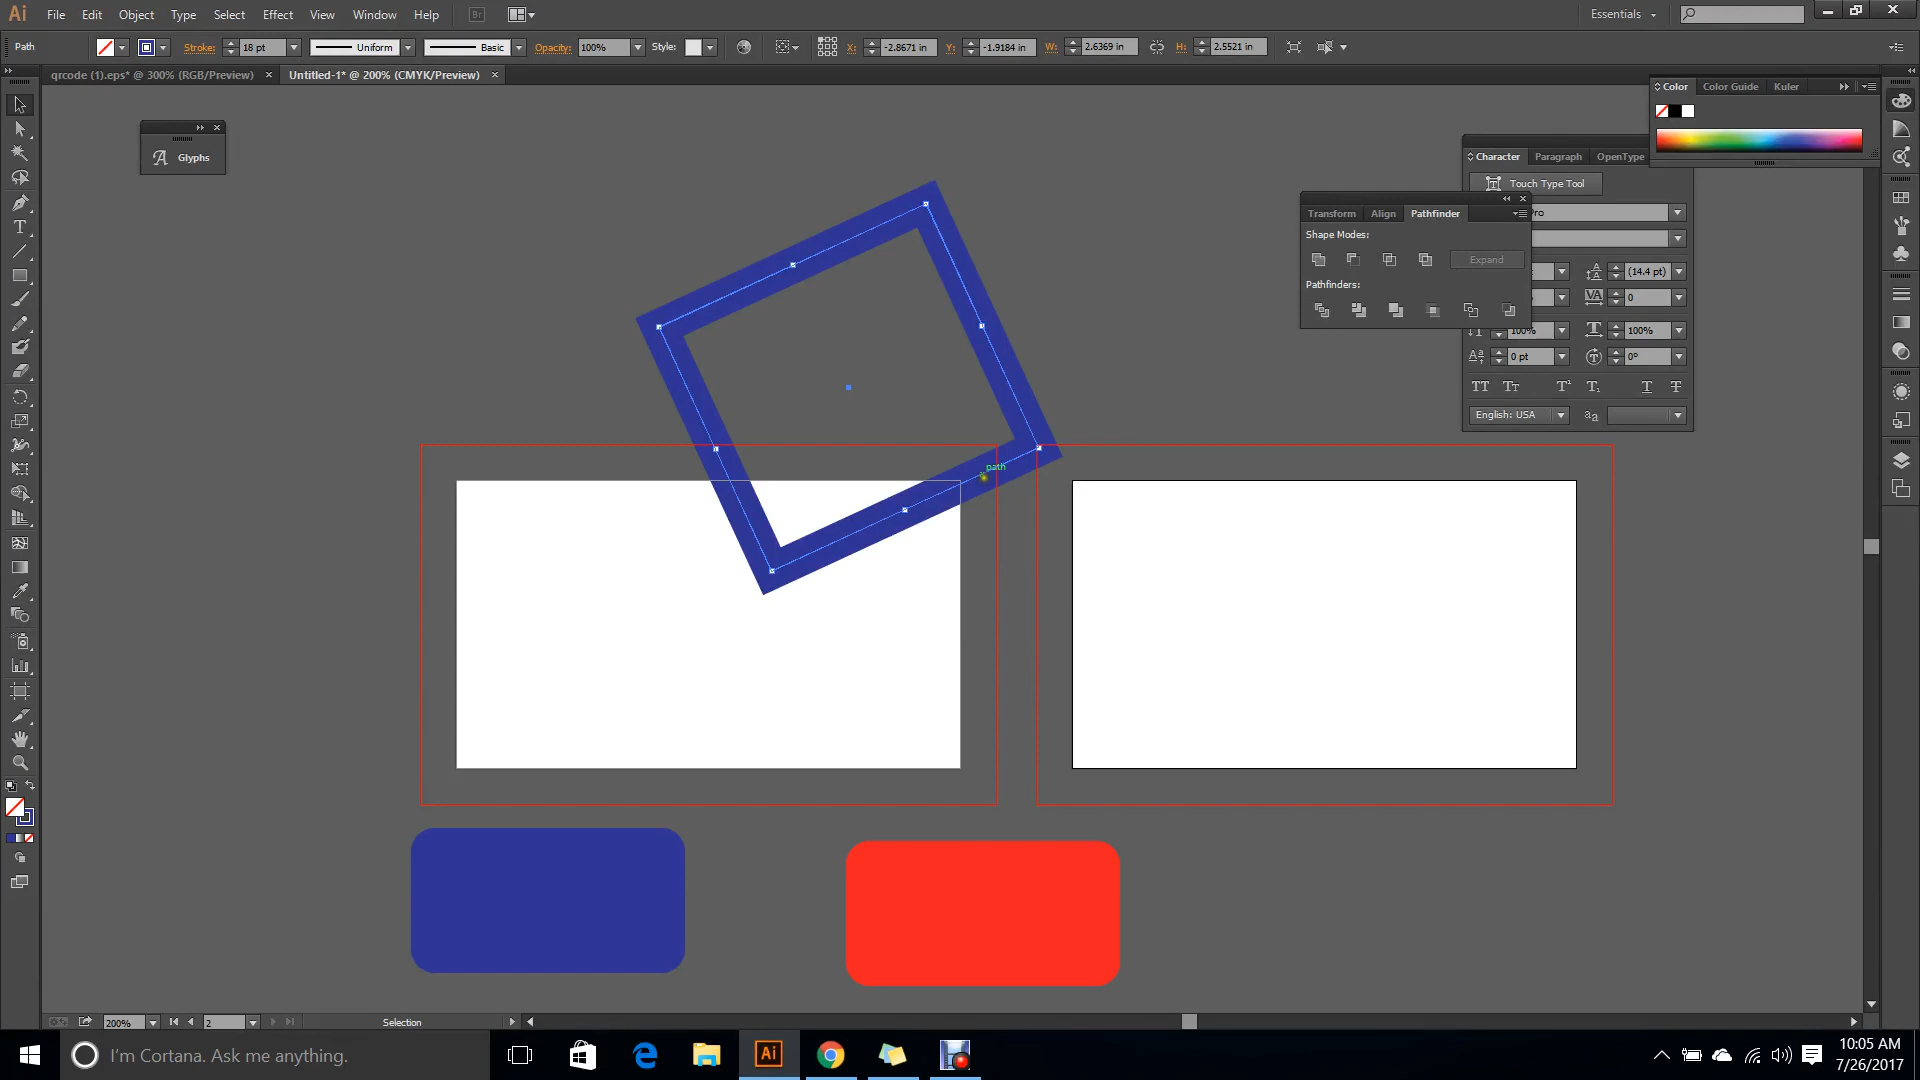 Ai File Edit Object Type Select Effect View Window Help Br Essentials
Path Stroke: 18 pt Uniform Basic Opacity: 100% Style: X: -2.8671 in Y: -1.9184 in W: 2.6369 in H: 2.5521 in
qrcode (1).eps* @ 300% (RGB/Preview) Untitled-1* @ 200% (CMYK/Preview)
Color Color Guide Kuler
A Glyphs
Character Paragraph OpenType
Touch Type Tool
Transform Align Pathfinder
Pro
Shape Modes:
Expand
(14.4 pt)
Pathfinders:
0
100% 100%
0 pt 0°
English: USA
path
200% 2 Selection
I'm Cortana. Ask me anything.
Ai
10:05 AM
7/26/2017